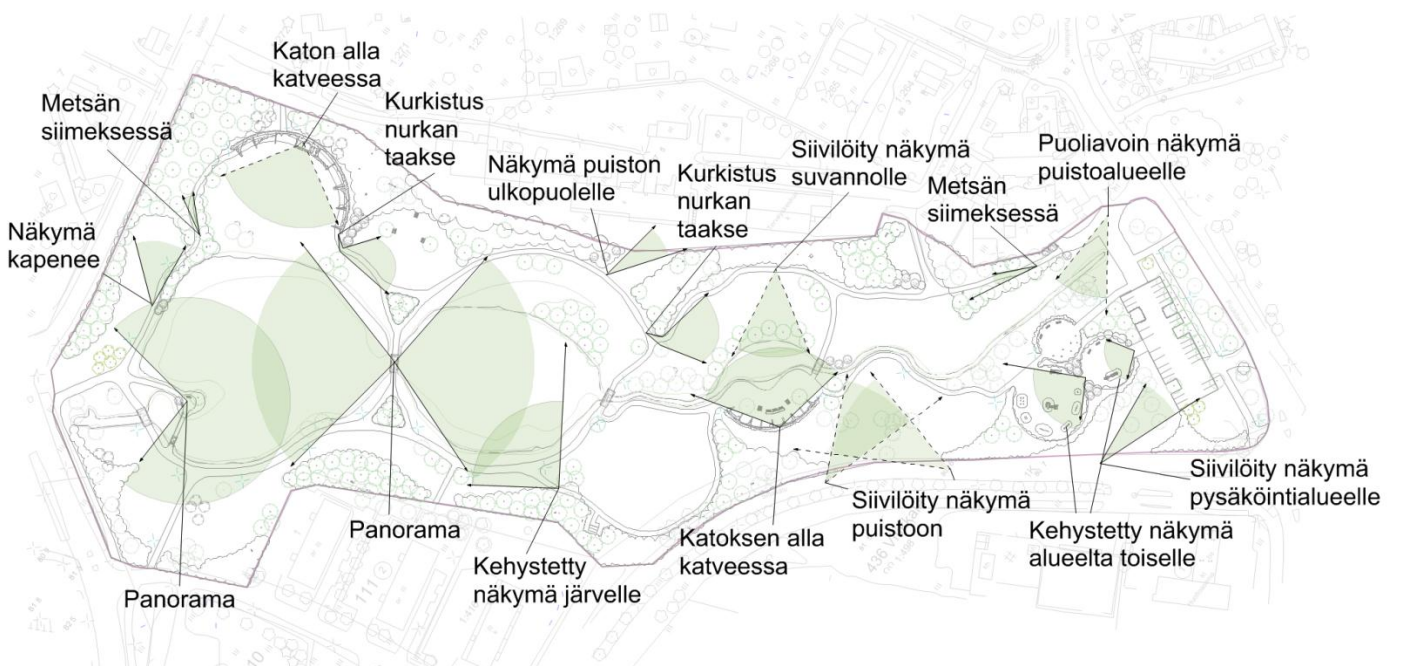 Katon alla
katveessa
Metsän
siimeksessä
Kurkistus
nurkan
taakse
Näkymä
kapenee
Näkymä puiston
ulkopuolelle
Kurkistus
nurkan
taakse
Siivilöity näkymä
suvannolle
Metsän
siimeksessä
Puoliavoin näkymä
puistoalueelle
Panorama
Panorama
Kehystetty
näkymä järvelle
Katoksen alla
katveessa
Siivilöity näkymä
puistoon
Kehystetty näkymä
alueelta toiselle
Siivilöity näkymä
pysäköintialueelle